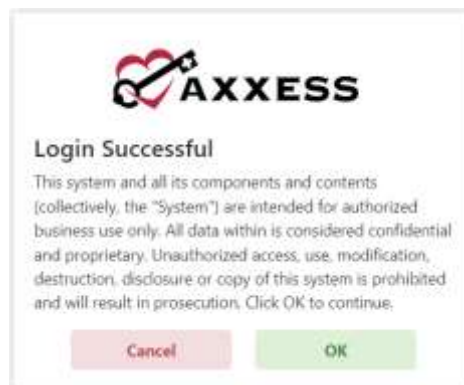 AXXESS
Login Successful
This system and all its components and contents
(collectively, the "System") are intended for authorized
business use only. All data within is considered confidential
and proprietary. Unauthorized access, use, modification,
destruction, disclosure or copy of this system is prohibited
and will result in prosecution. Click OK to continue.
Cancel OK